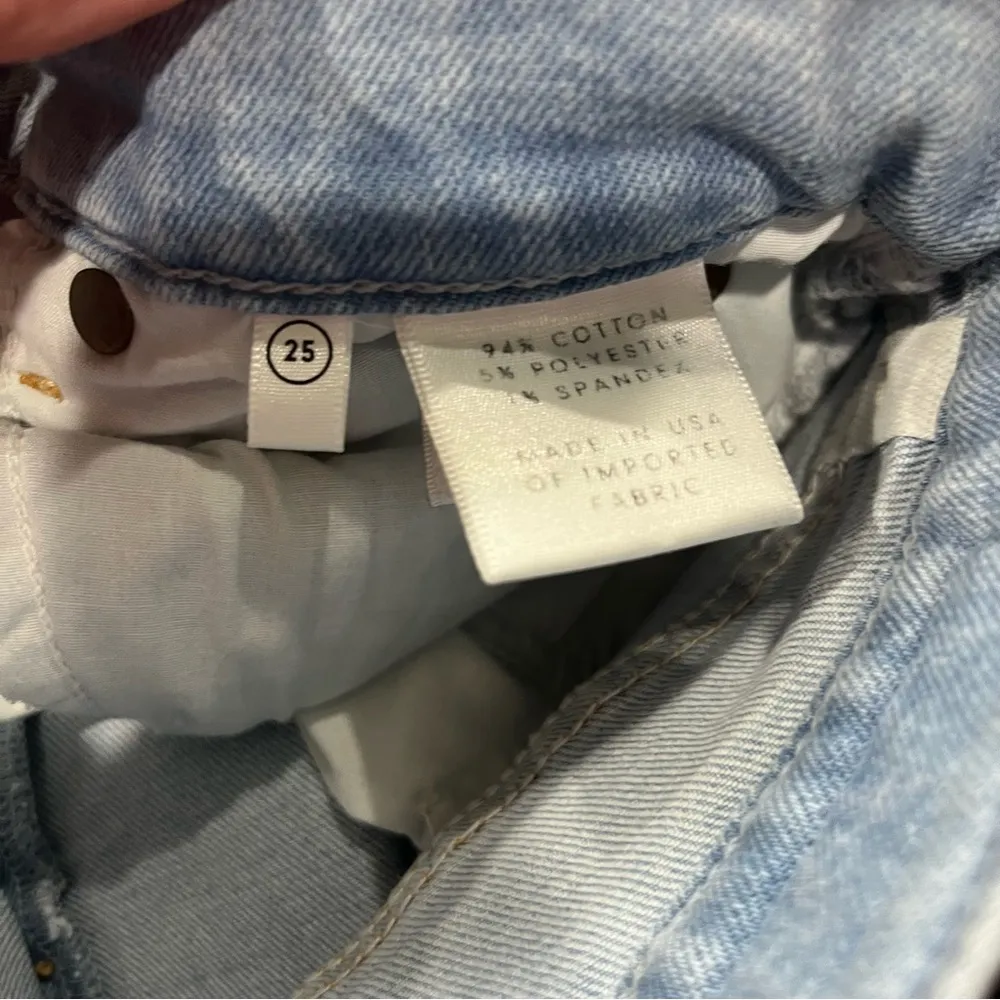 25
94% COTTON
5% POLYESTER
1% SPANDEX
MADE IN USA
OF IMPORTED
FABRIC